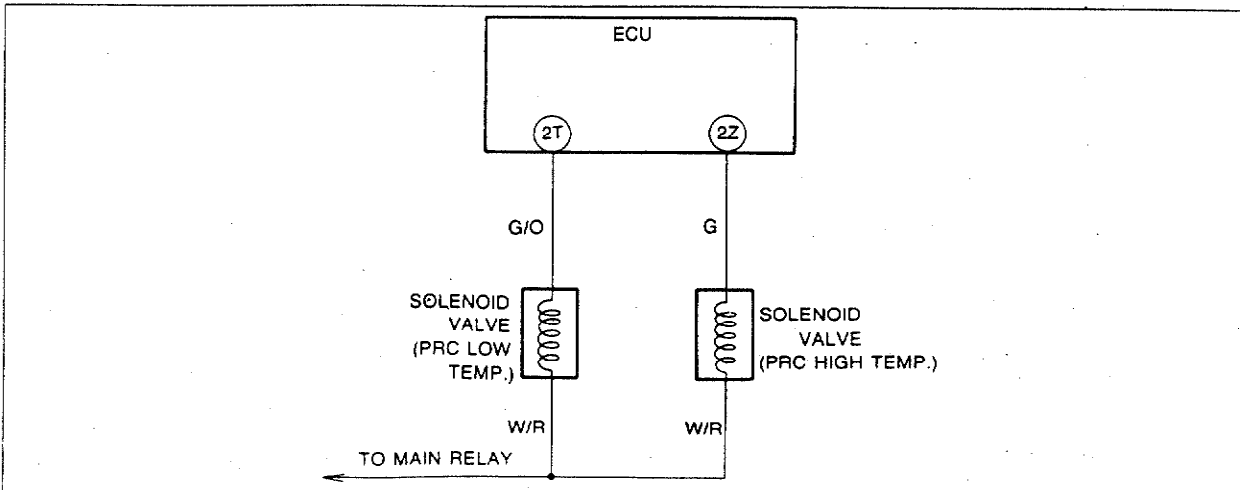 ECU
2T
2Z
G/O
G
SOLENOID
VALVE
(PRC LOW
TEMP.)
SOLENOID
VALVE
(PRC HIGH TEMP.)
W/R
W/R
TO MAIN RELAY